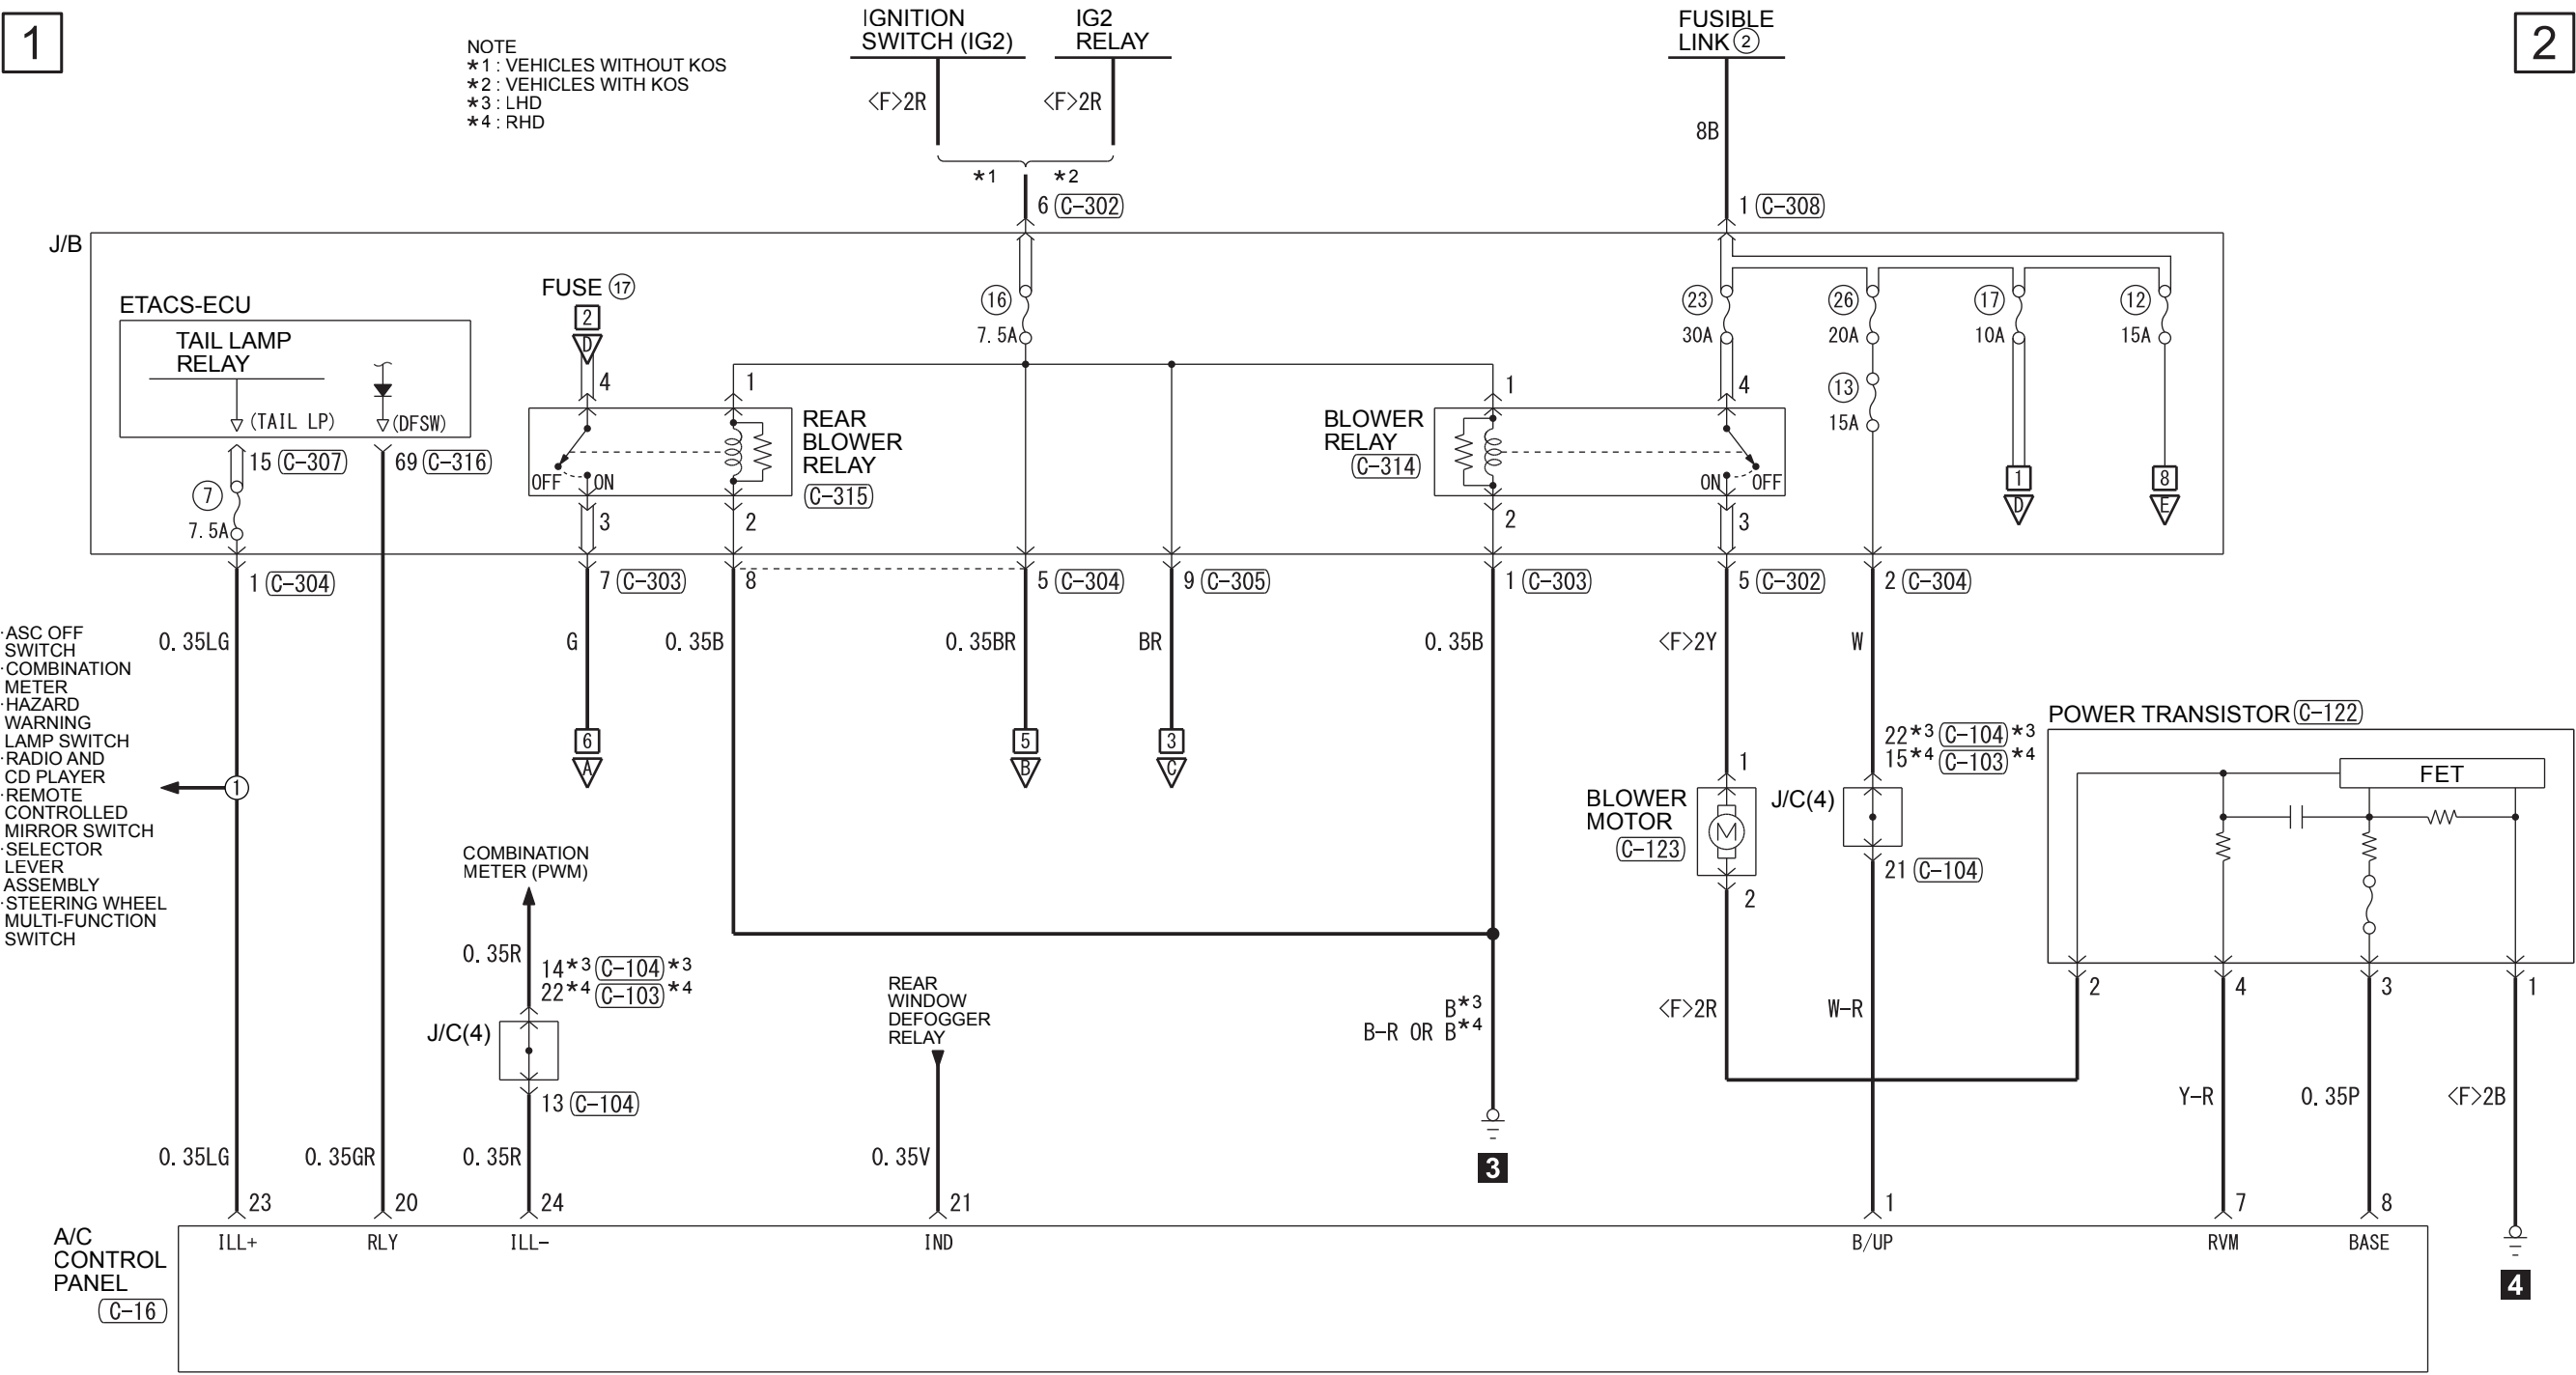 1
2
NOTE
*1 : VEHICLES WITHOUT KOS
*2 : VEHICLES WITH KOS
*3 : LHD
*4 : RHD
IGNITION
SWITCH (IG2)
IG2
RELAY
FUSIBLE
LINK ②
<F>2R
<F>2R
8B
*1
*2
6 (C-302)
1 (C-308)
J/B
ETACS-ECU
TAIL LAMP
RELAY
(TAIL LP)
(DFSW)
15 (C-307)
69 (C-316)
7
7.5A
FUSE ⑰
2
D
4
OFF
ON
3
1
2
REAR
BLOWER
RELAY
(C-315)
16
7.5A
BLOWER
RELAY
(C-314)
1
2
23
30A
4
ON
OFF
3
26
20A
13
15A
17
10A
1
D
12
15A
8
E
1 (C-304)
7 (C-303)
8
5 (C-304)
9 (C-305)
1 (C-303)
5 (C-302)
2 (C-304)
0.35LG
G
0.35B
0.35BR
BR
0.35B
<F>2Y
W
·ASC OFF
SWITCH
·COMBINATION
METER
·HAZARD
WARNING
LAMP SWITCH
·RADIO AND
CD PLAYER
·REMOTE
CONTROLLED
MIRROR SWITCH
·SELECTOR
LEVER
ASSEMBLY
·STEERING WHEEL
MULTI-FUNCTION
SWITCH
1
6
A
5
B
3
C
1
BLOWER
MOTOR
(C-123)
M
2
22*3 (C-104)*3
15*4 (C-103)*4
J/C(4)
21 (C-104)
POWER TRANSISTOR (C-122)
FET
2
4
3
1
COMBINATION
METER (PWM)
0.35R
14*3 (C-104)*3
22*4 (C-103)*4
J/C(4)
13 (C-104)
REAR
WINDOW
DEFOGGER
RELAY
B*3
B-R OR B*4
<F>2R
W-R
Y-R
0.35P
<F>2B
0.35LG
0.35GR
0.35R
0.35V
3
4
23
20
24
21
1
7
8
A/C
CONTROL
PANEL
(C-16)
ILL+
RLY
ILL-
IND
B/UP
RVM
BASE